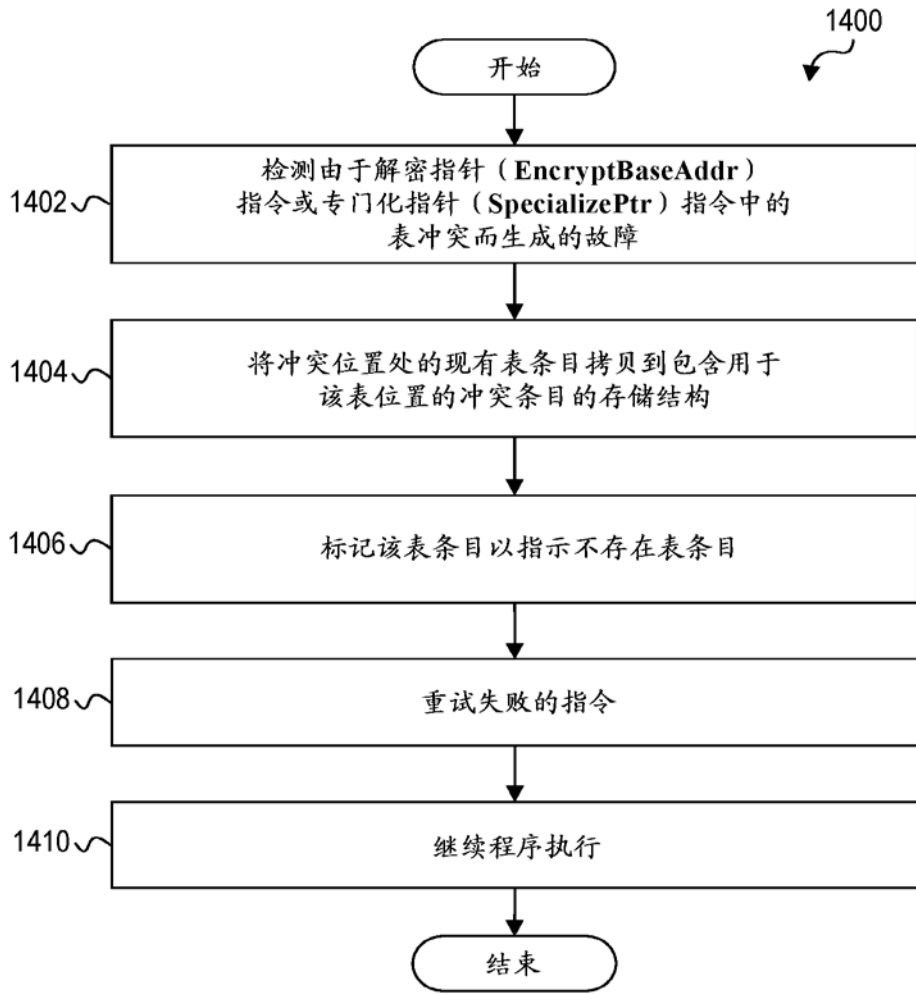 1400
开始
1402
检测由于解密指针（EncryptBaseAddr）
指令或专门化指针（SpecializePtr）指令中的
表冲突而生成的故障
1404
将冲突位置处的现有表条目拷贝到包含用于
该表位置的冲突条目的存储结构
1406
标记该表条目以指示不存在表条目
1408
重试失败的指令
1410
继续程序执行
结束